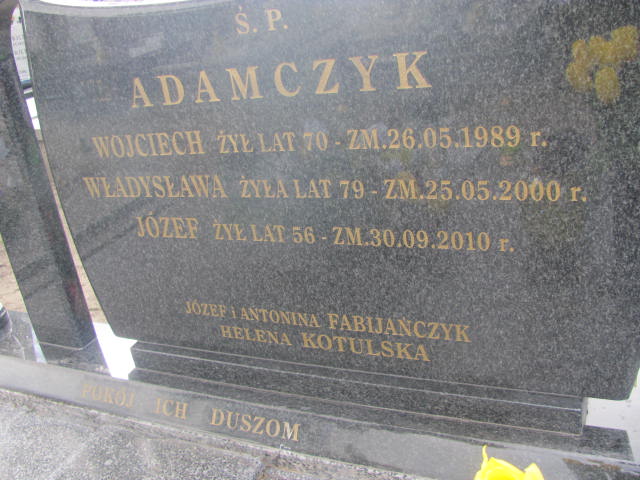 Ś. P.
ADAMCZYK
WOJCIECH ŻYŁ LAT 70 - ZM.26.05.1989 r.
WŁADYSŁAWA ŻYŁA LAT 79 - ZM.25.05.2000 r.
JÓZEF ŻYŁ LAT 56 - ZM.30.09.2010 r.
JÓZEF i ANTONINA FABIJAŃCZYK
HELENA KOTULSKA
POKÓJ ICH DUSZOM